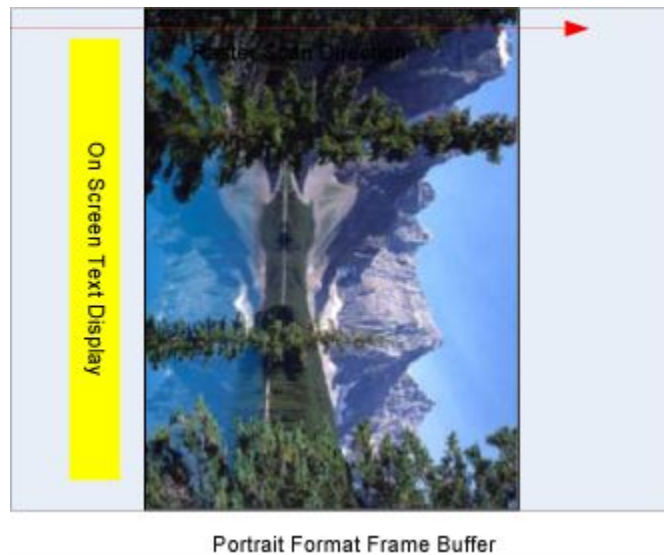 Raster Scan Direction
On Screen Text Display
Portrait Format Frame Buffer